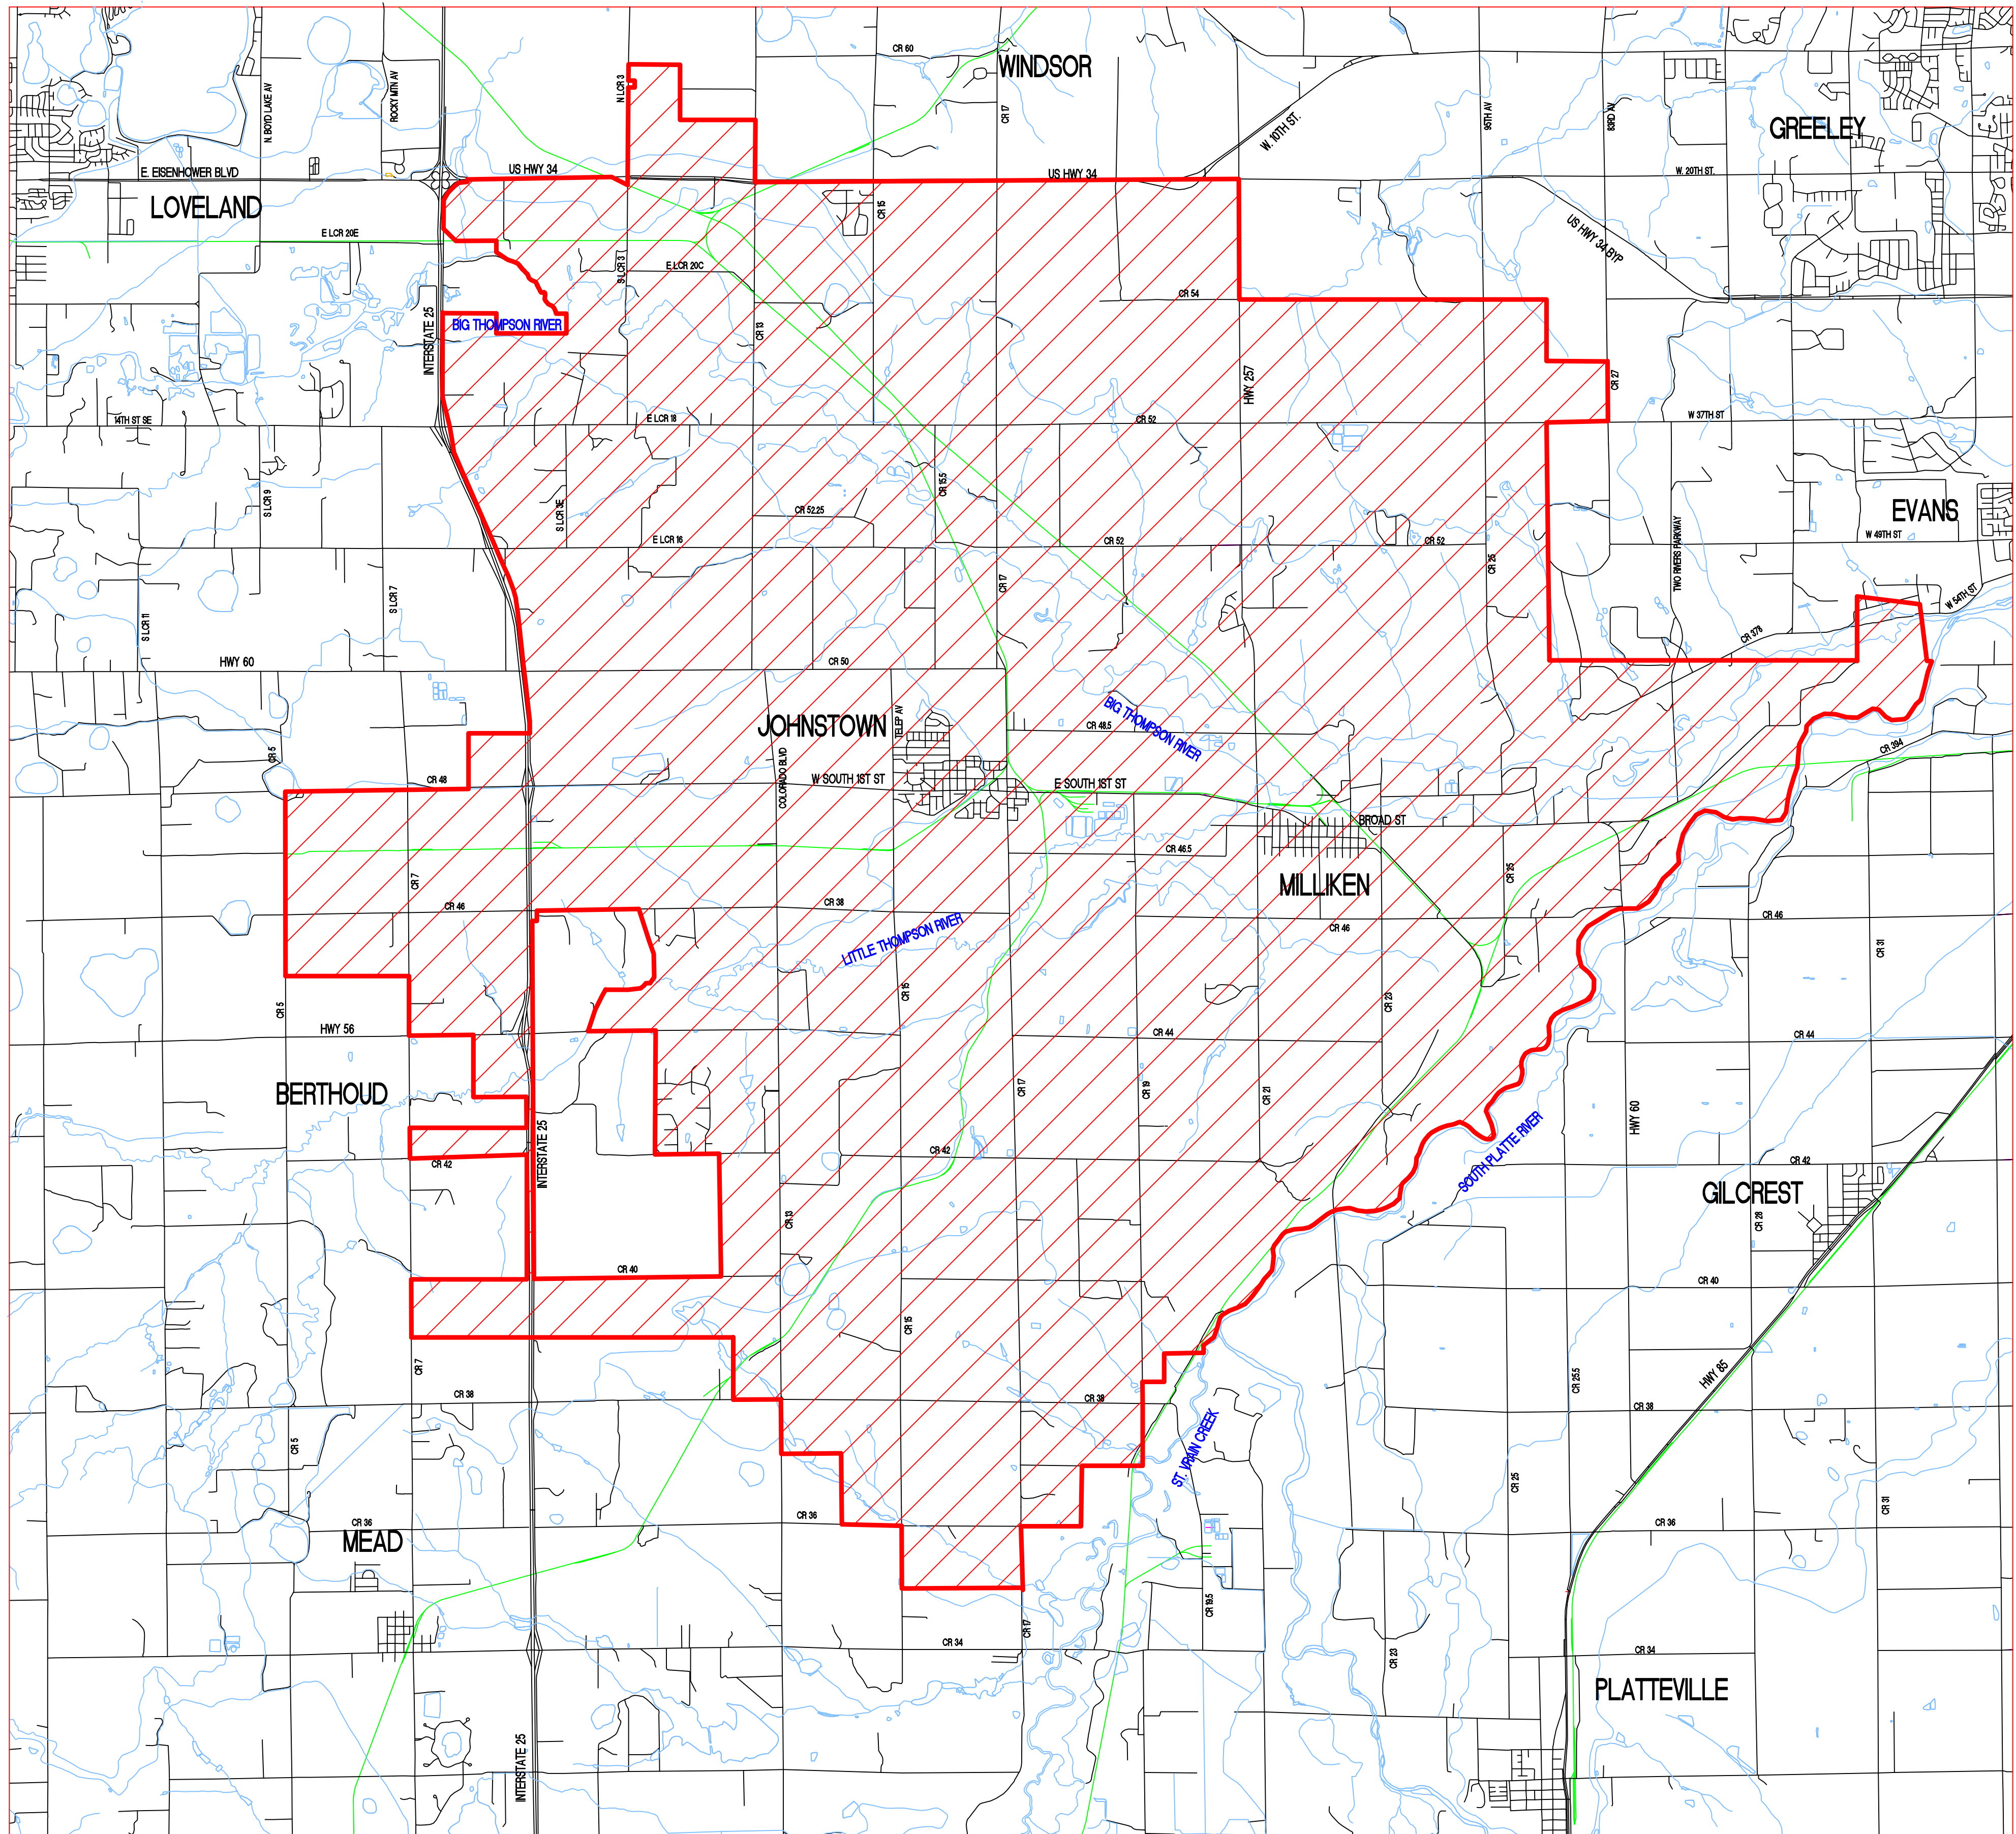 CR 60
WINDSOR
N. BOYD LAKE AV
ROCKY MTN AV
N LCR 3
CR 17
W. 10TH ST.
95TH AV
83RD AV
GREELEY
E. EISENHOWER BLVD
US HWY 34
US HWY 34
W. 20TH ST.
LOVELAND
CR 15
E LCR 20E
US HWY 34 BYP
S LCR 3
E LCR 20C
CR 54
INTERSTATE 25
BIG THOMPSON RIVER
CR 13
HWY 257
CR 27
14TH ST SE
E LCR 18
CR 52
W 37TH ST
S LCR 9
S LCR 3E
CR 15.5
CR 52.25
EVANS
E LCR 16
CR 52
CR 52
W 49TH ST
CR 25
TWO RIVERS PARKWAY
S LCR 11
S LCR 7
CR 17
W 54TH ST
CR 378
HWY 60
CR 50
JOHNSTOWN
TELEP AV
BIG THOMPSON RIVER
CR 48.5
CR 5
CR 394
CR 48
COLORADO BLVD
W SOUTH 1ST ST
E SOUTH 1ST ST
BROAD ST
CR 46.5
CR 7
MILLIKEN
CR 25
CR 46
CR 38
LITTLE THOMPSON RIVER
CR 46
CR 46
CR 31
CR 15
CR 5
CR 23
HWY 56
CR 44
CR 44
BERTHOUD
CR 17
CR 19
CR 21
HWY 60
INTERSTATE 25
SOUTH PLATTE RIVER
CR 42
CR 42
CR 42
GILCREST
CR 13
CR 28
CR 40
CR 40
CR 15
CR 7
HWY 85
CR 25.5
CR 38
CR 38
CR 38
CR 5
ST. VRAIN CREEK
CR 25
CR 31
CR 36
CR 36
CR 36
MEAD
CR 19.5
CR 17
CR 34
CR 23
CR 34
PLATTEVILLE
INTERSTATE 25